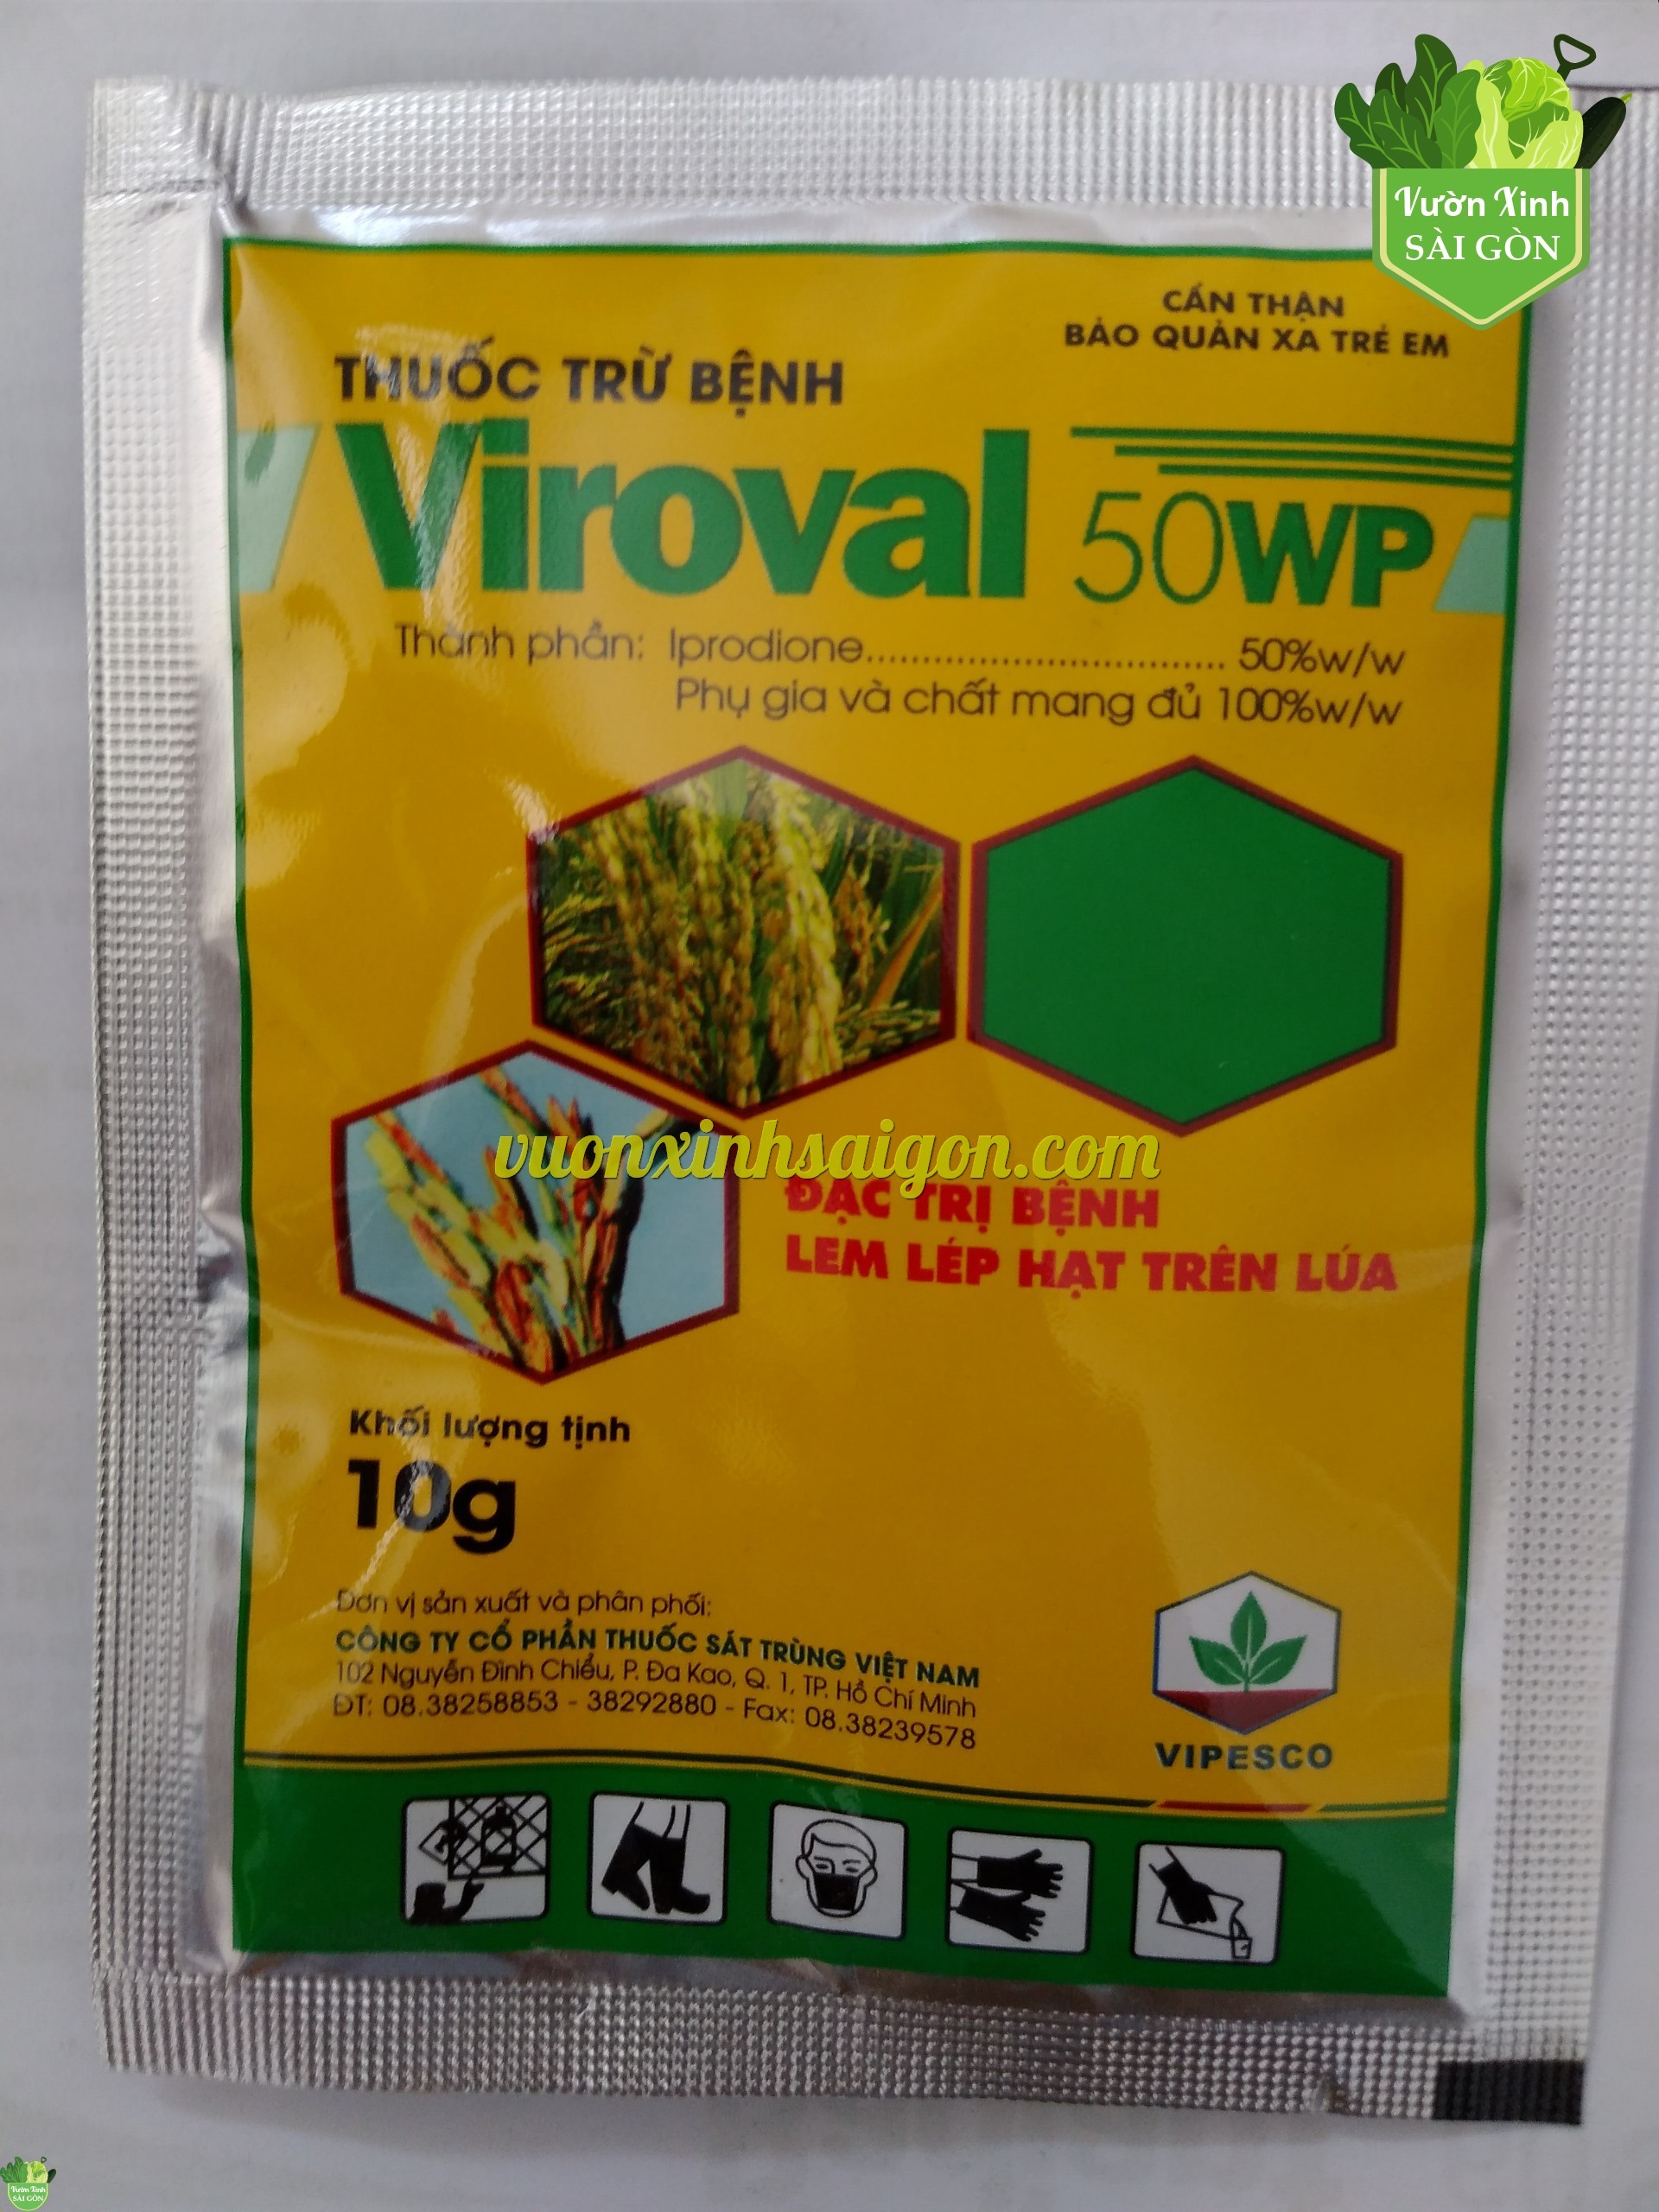 Vườn Xinh
SÀI GÒN
CẨN THẬN
BẢO QUẢN XA TRẺ EM
THUỐC TRỪ BỆNH
Viroval 50WP
Thành phần: Iprodione............................... 50%w/w
Phụ gia và chất mang đủ 100%w/w
vuonxinhsaigon.com
ĐẶC TRỊ BỆNH
LEM LÉP HẠT TRÊN LÚA
Khối lượng tịnh
10g
Đơn vị sản xuất và phân phối:
CÔNG TY CỔ PHẦN THUỐC SÁT TRÙNG VIỆT NAM
102 Nguyễn Đình Chiểu, P. Đa Kao, Q. 1, TP. Hồ Chí Minh
ĐT: 08.38258853 - 38292880 - Fax: 08.38239578
VIPESCO
Vườn Xinh
SÀI GÒN